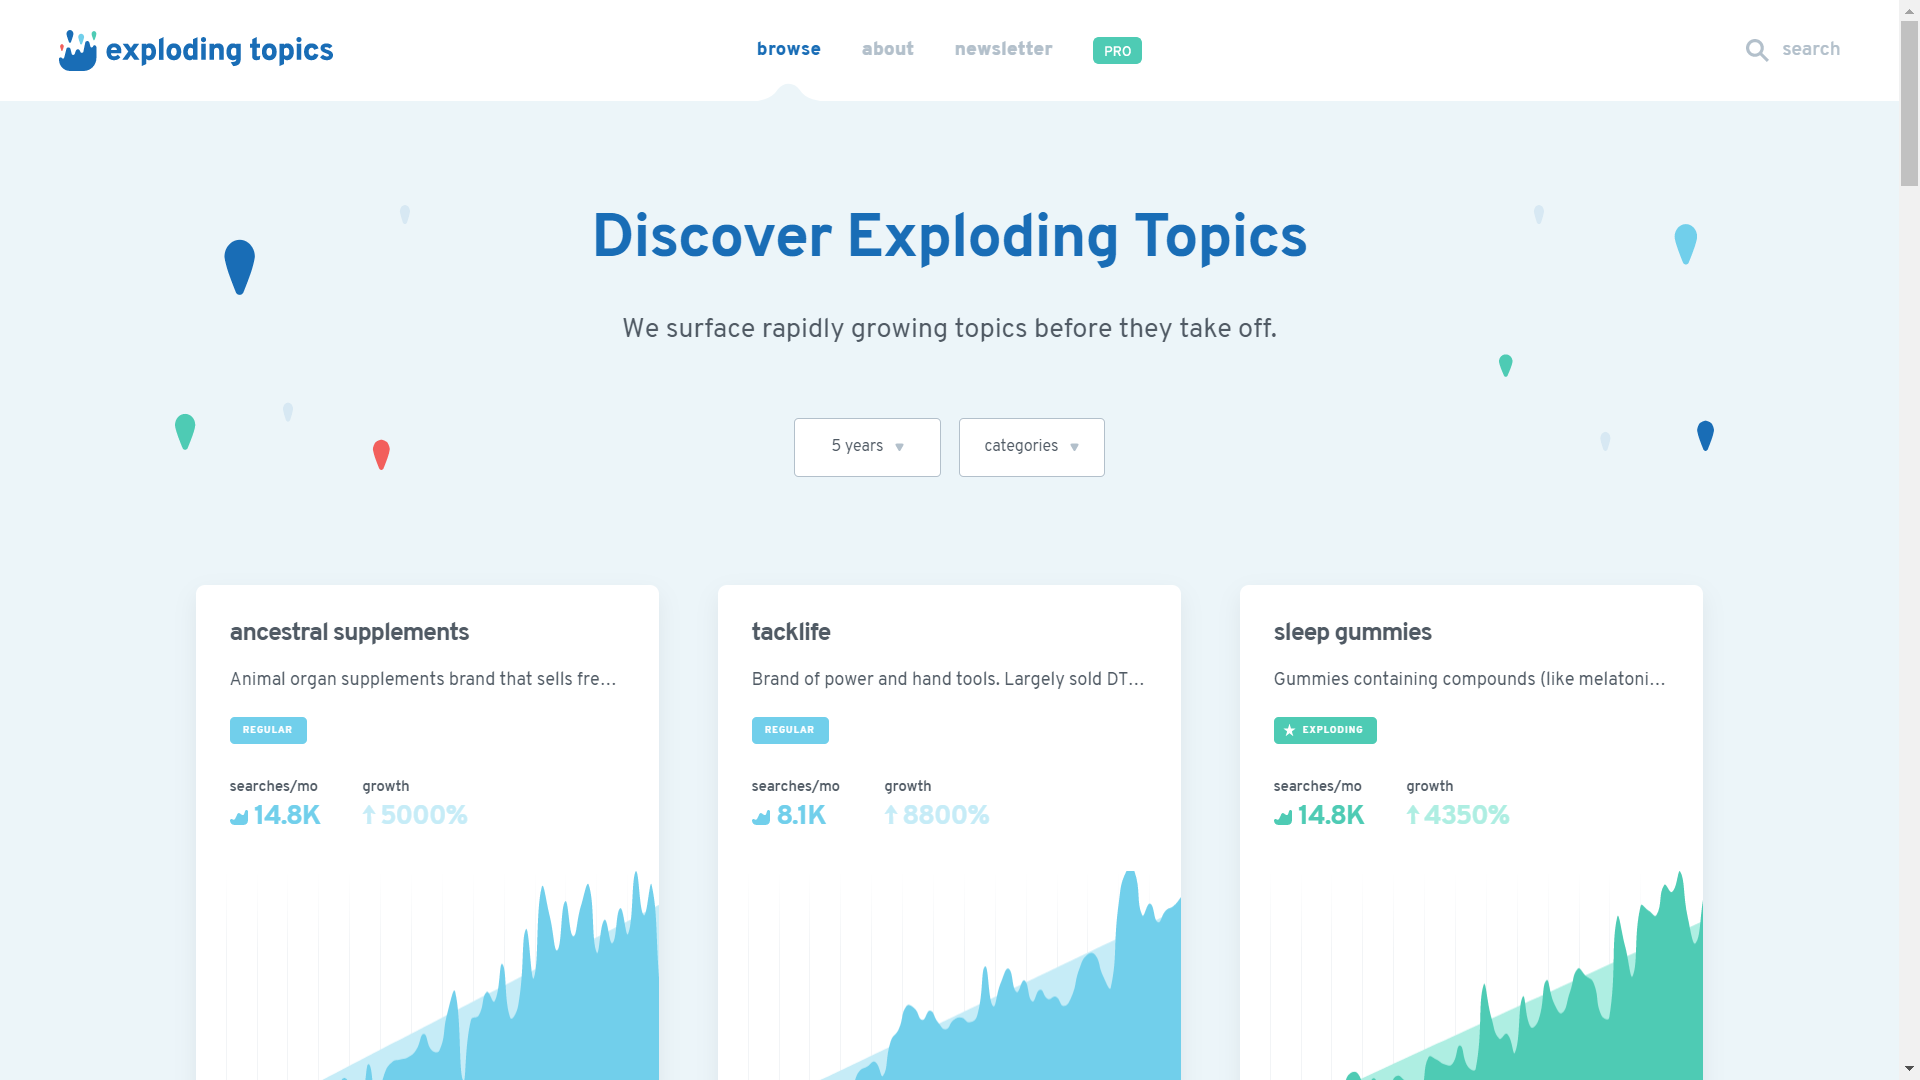 exploding topics
browse about newsletter PRO search
Discover Exploding Topics
We surface rapidly growing topics before they take off.
5 years categories
ancestral supplements
Animal organ supplements brand that sells fre...
REGULAR
searches/mo growth
14.8K 5000%
tacklife
Brand of power and hand tools. Largely sold DT...
REGULAR
searches/mo growth
8.1K 8800%
sleep gummies
Gummies containing compounds (like melatoni...
EXPLODING
searches/mo growth
14.8K 4350%